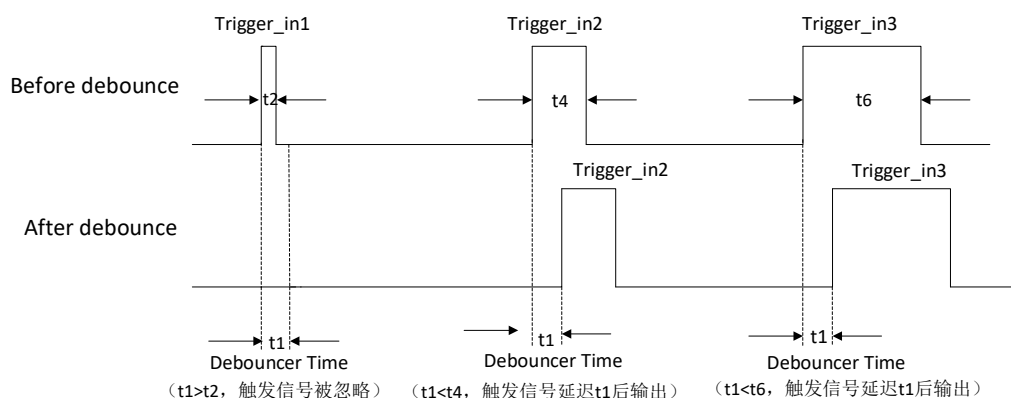 Trigger_in1
Trigger_in2
Trigger_in3
Before debounce
t2
t4
t6
Trigger_in2
Trigger_in3
After debounce
t1
t1
t1
Debouncer Time
Debouncer Time
Debouncer Time
（t1>t2，触发信号被忽略）
（t1<t4，触发信号延迟t1后输出）
（t1<t6，触发信号延迟t1后输出）